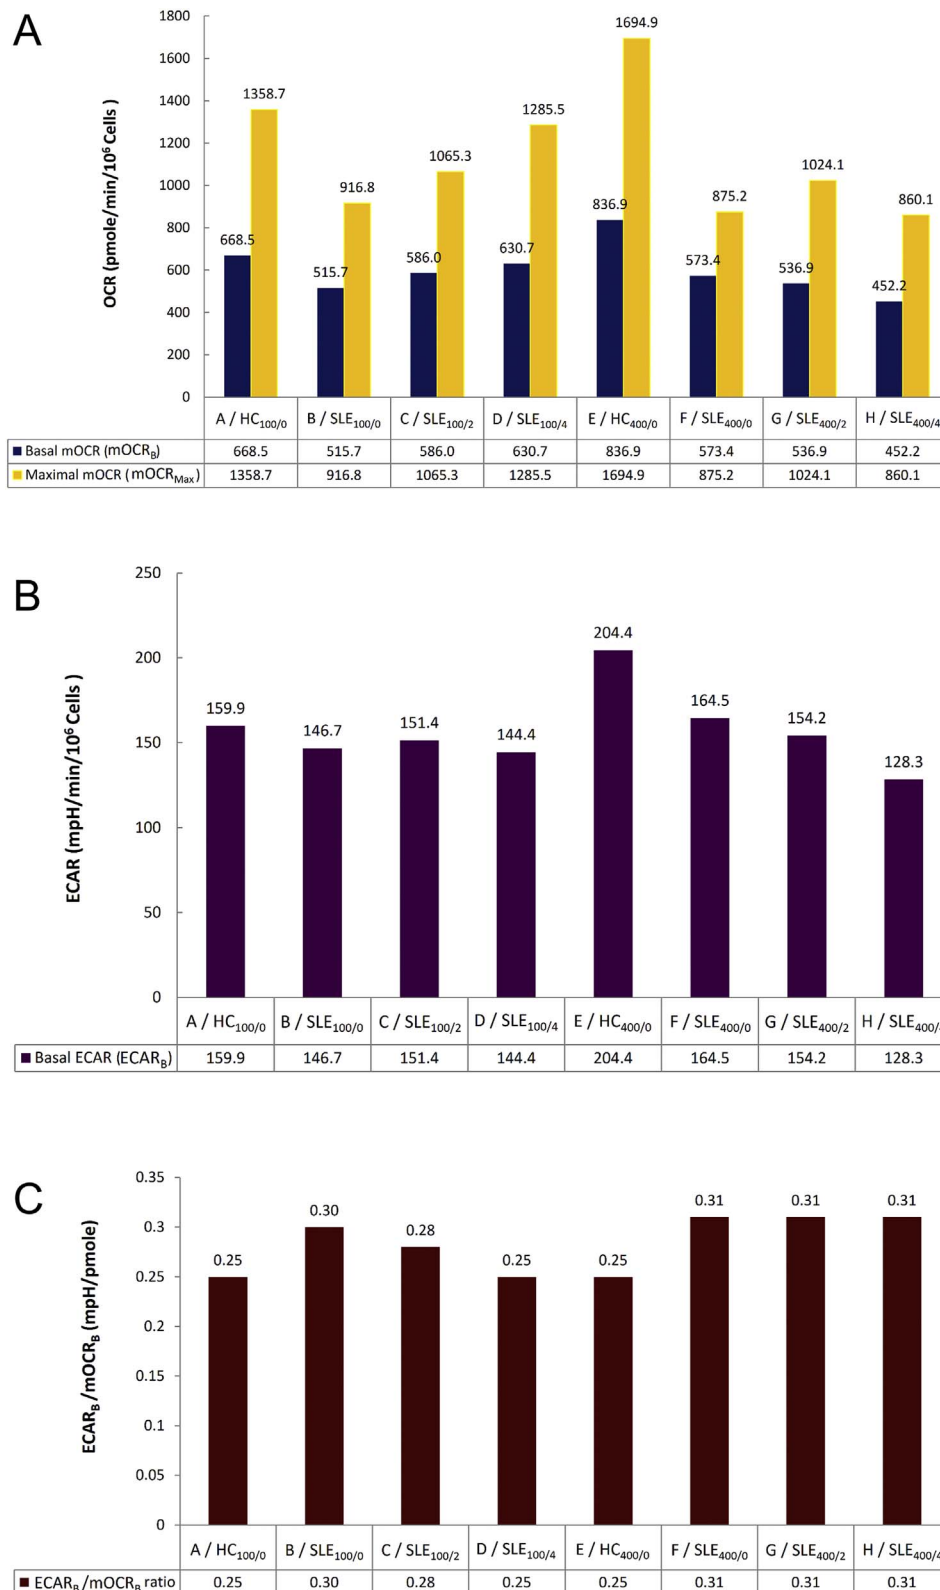 A
OCR (pmole/min/10⁶ Cells )
1800
1600
1400
1200
1000
800
600
400
200
0
668.5 1358.7 515.7 916.8 586.0 1065.3 630.7 1285.5 836.9 1694.9 573.4 875.2 536.9 1024.1 452.2 860.1
A / HC100/0 B / SLE100/0 C / SLE100/2 D / SLE100/4 E / HC400/0 F / SLE400/0 G / SLE400/2 H / SLE400/4
Basal mOCR (mOCRB) 668.5 515.7 586.0 630.7 836.9 573.4 536.9 452.2
Maximal mOCR (mOCRMax) 1358.7 916.8 1065.3 1285.5 1694.9 875.2 1024.1 860.1
B
ECAR (mpH/min/10⁶ Cells )
250
200
150
100
50
0
159.9 146.7 151.4 144.4 204.4 164.5 154.2 128.3
A / HC100/0 B / SLE100/0 C / SLE100/2 D / SLE100/4 E / HC400/0 F / SLE400/0 G / SLE400/2 H / SLE400/4
Basal ECAR (ECARB) 159.9 146.7 151.4 144.4 204.4 164.5 154.2 128.3
C
ECARB/mOCRB (mpH/pmole)
0.35
0.3
0.25
0.2
0.15
0.1
0.05
0
0.25 0.30 0.28 0.25 0.25 0.31 0.31 0.31
A / HC100/0 B / SLE100/0 C / SLE100/2 D / SLE100/4 E / HC400/0 F / SLE400/0 G / SLE400/2 H / SLE400/4
ECARB/mOCRB ratio 0.25 0.30 0.28 0.25 0.25 0.31 0.31 0.31